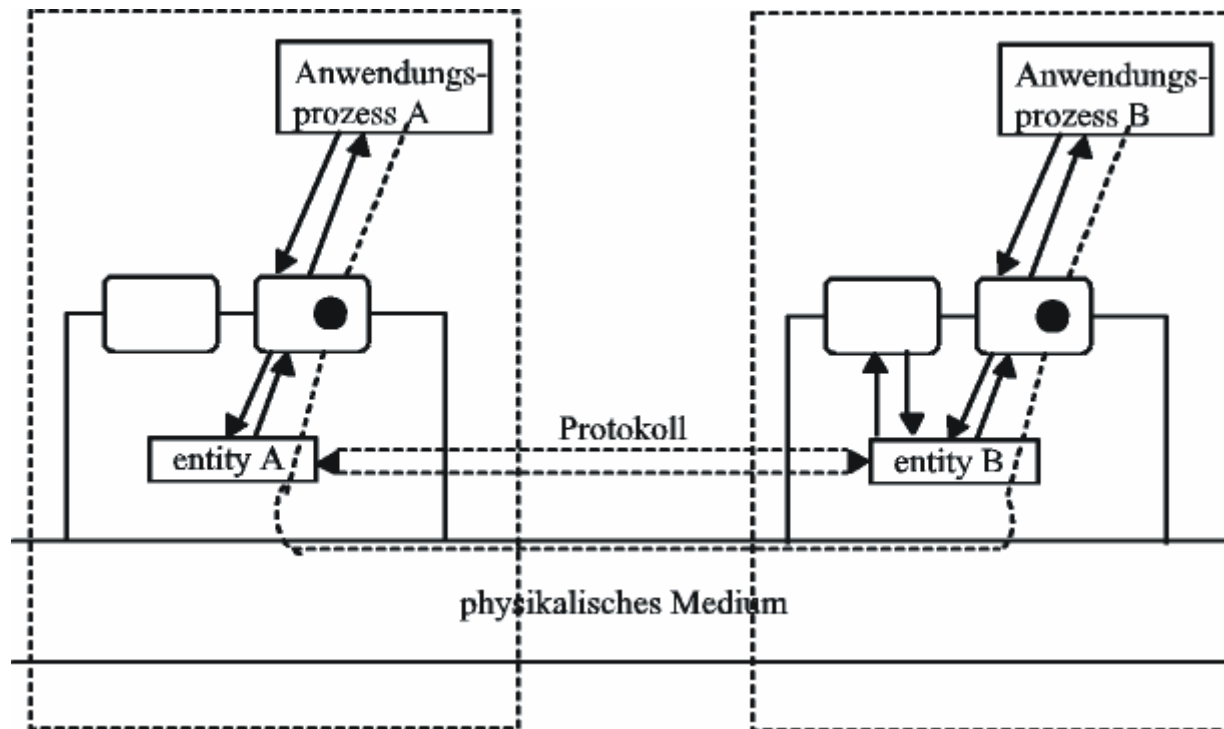 Anwendungs-
prozess A
Anwendungs-
prozess B
Protokoll
entity A
entity B
physikalisches Medium